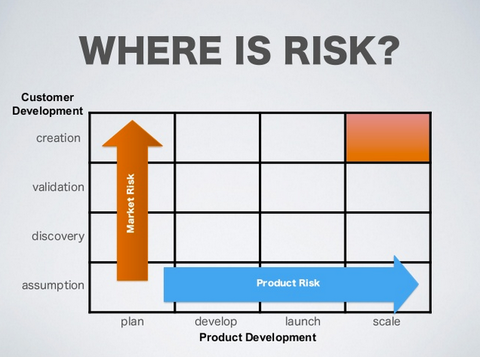 WHERE IS RISK?
Customer
Development
creation
validation
discovery
assumption
Market Risk
Product Risk
plan
develop
launch
scale
Product Development